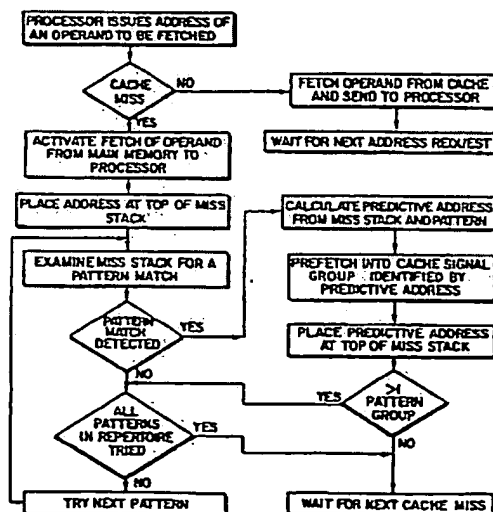 PROCESSOR ISSUES ADDRESS OF
AN OPERAND TO BE FETCHED
CACHE
MISS
NO
YES
FETCH OPERAND FROM CACHE
AND SEND TO PROCESSOR
WAIT FOR NEXT ADDRESS REQUEST
ACTIVATE FETCH OF OPERAND
FROM MAIN MEMORY TO
PROCESSOR
PLACE ADDRESS AT TOP OF MISS
STACK
EXAMINE MISS STACK FOR A
PATTERN MATCH
PATTERN
MATCH
DETECTED
YES
NO
CALCULATE PREDICTIVE ADDRESS
FROM MISS STACK AND PATTERN
PREFETCH INTO CACHE SIGNAL
GROUP IDENTIFIED BY
PREDICTIVE ADDRESS
PLACE PREDICTIVE ADDRESS
AT TOP OF MISS STACK
>1
PATTERN
GROUP
YES
NO
ALL
PATTERNS
IN REPERTOIRE
TRIED
YES
NO
TRY NEXT PATTERN
WAIT FOR NEXT CACHE MISS